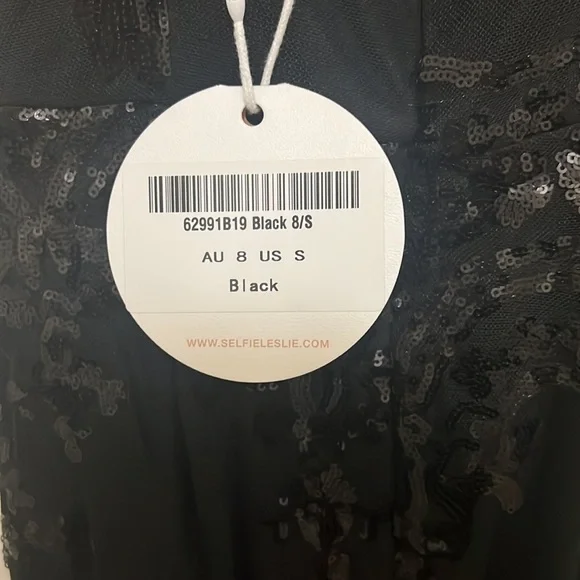 62991B19 Black 8/S
AU 8 US S
Black
WWW.SELFIELESLIE.COM